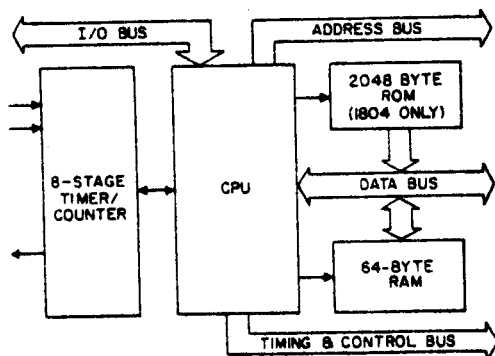 I/O BUS
ADDRESS BUS
2048 BYTE
ROM
(1804 ONLY)
8-STAGE
TIMER/
COUNTER
CPU
DATA BUS
64-BYTE
RAM
TIMING & CONTROL BUS